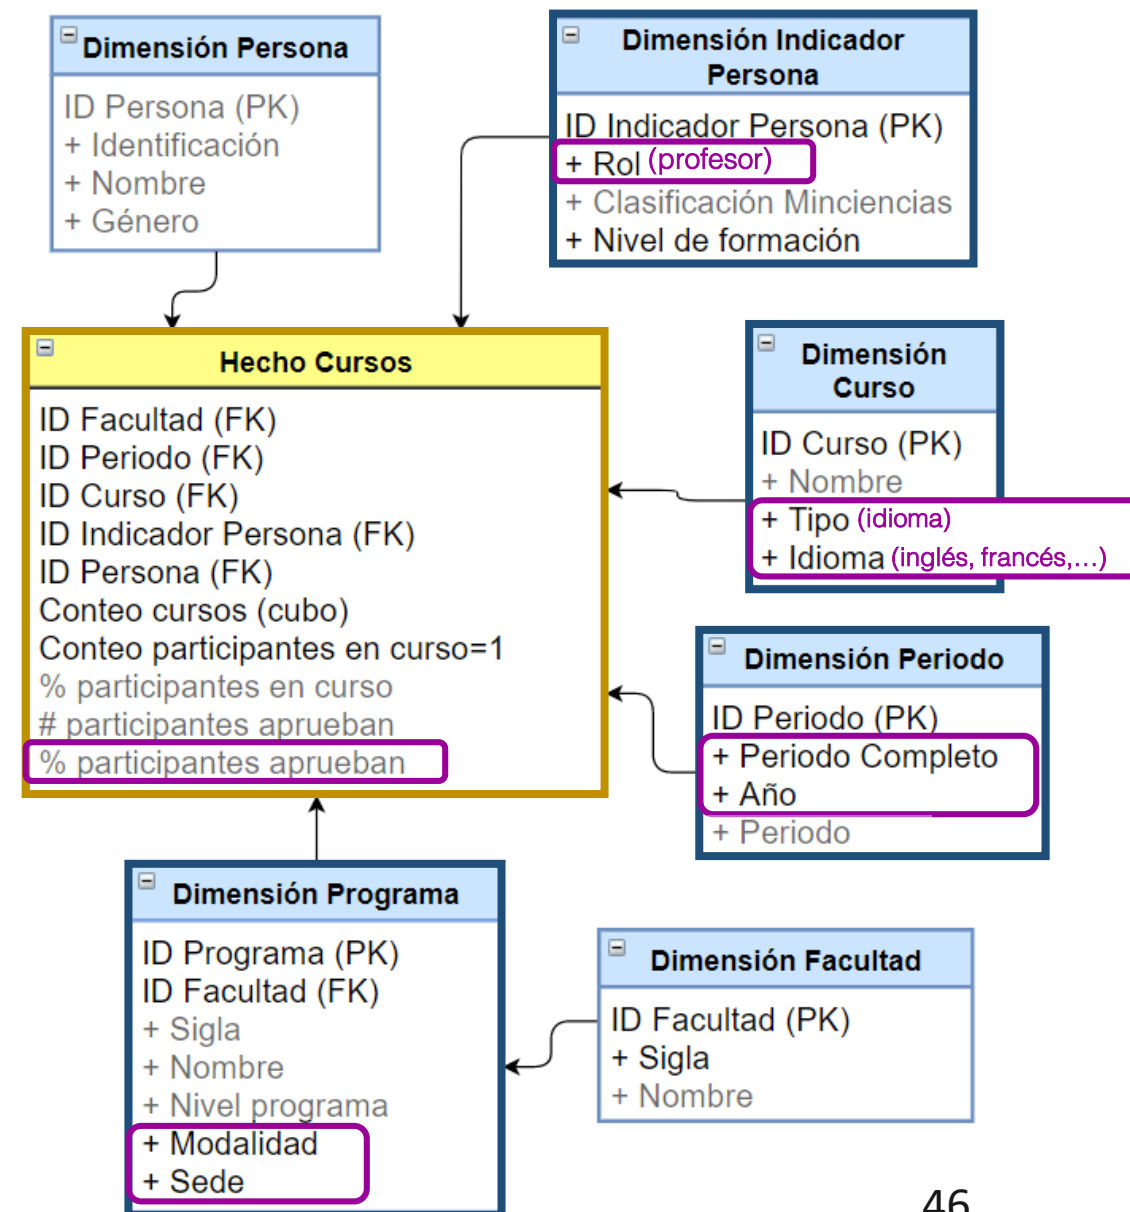 Dimensión Persona
ID Persona (PK)
+ Identificación
+ Nombre
+ Género
Dimensión Indicador
Persona
ID Indicador Persona (PK)
+ Rol (profesor)
+ Clasificación Minciencias
+ Nivel de formación
Hecho Cursos
ID Facultad (FK)
ID Periodo (FK)
ID Curso (FK)
ID Indicador Persona (FK)
ID Persona (FK)
Conteo cursos (cubo)
Conteo participantes en curso=1
% participantes en curso
# participantes aprueban
% participantes aprueban
Dimensión
Curso
ID Curso (PK)
+ Nombre
+ Tipo (idioma)
+ Idioma (inglés, francés,...)
Dimensión Periodo
ID Periodo (PK)
+ Periodo Completo
+ Año
+ Periodo
Dimensión Programa
ID Programa (PK)
ID Facultad (FK)
+ Sigla
+ Nombre
+ Nivel programa
+ Modalidad
+ Sede
Dimensión Facultad
ID Facultad (PK)
+ Sigla
+ Nombre
46